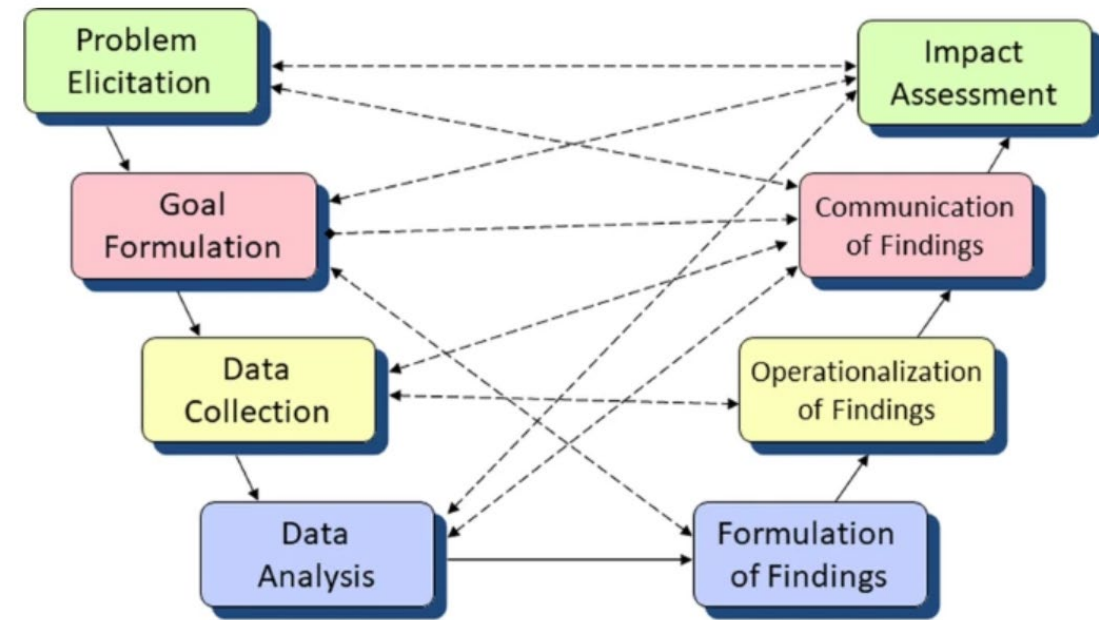 Problem
Elicitation
Impact
Assessment
Goal
Formulation
Communication
of Findings
Data
Collection
Operationalization
of Findings
Data
Analysis
Formulation
of Findings